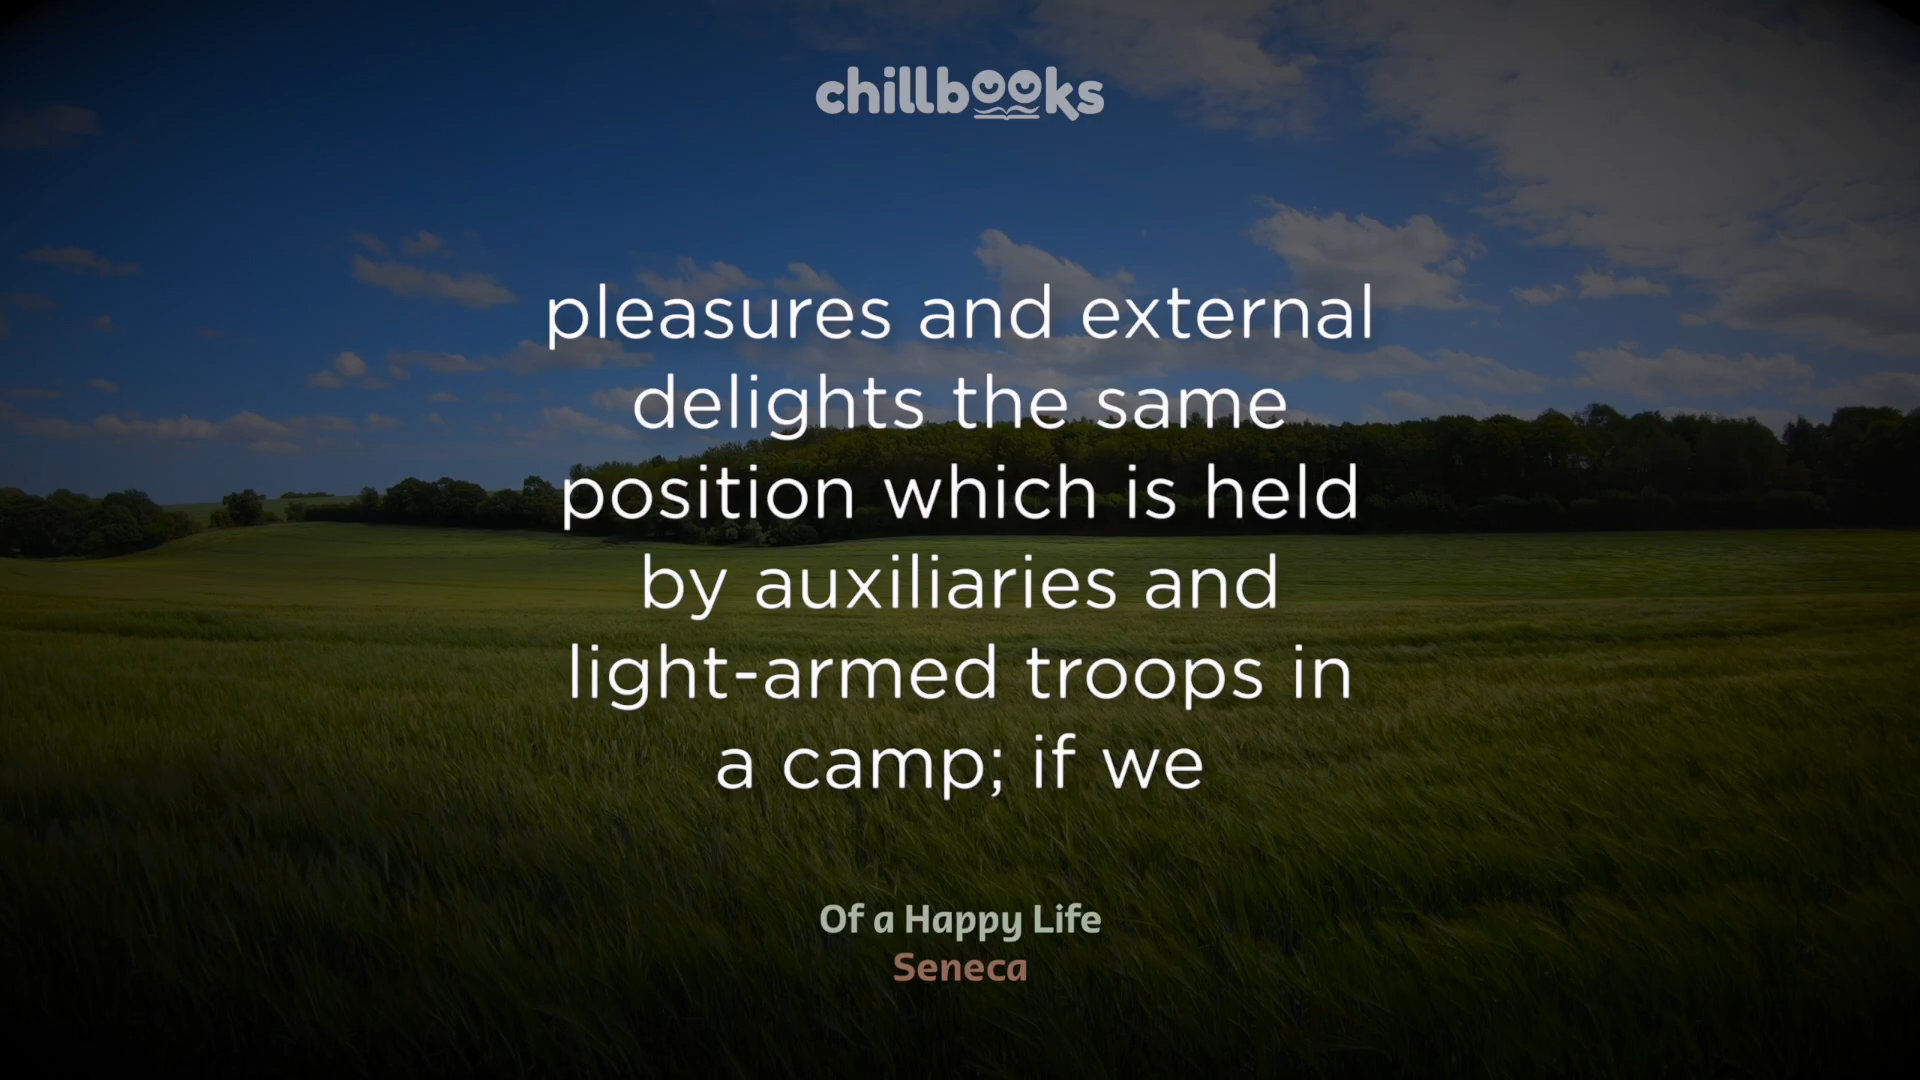 chillbooks
pleasures and external
delights the same
position which is held
by auxiliaries and
light-armed troops in
a camp; if we
Of a Happy Life
Seneca